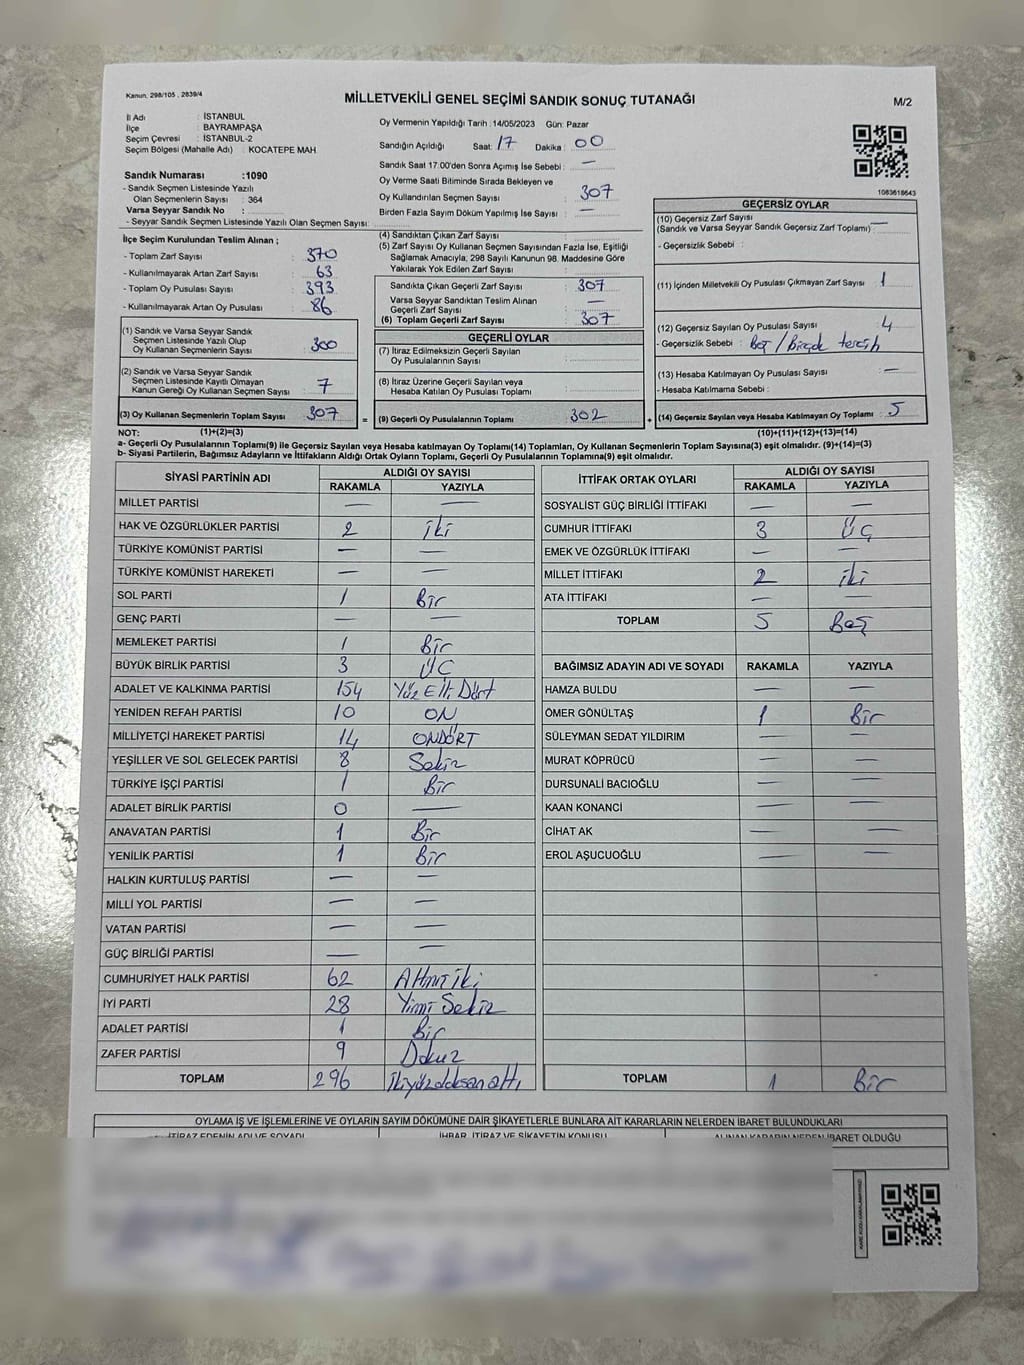 Kanun. 298/105 , 2839/4
MİLLETVEKİLİ GENEL SEÇİMİ SANDIK SONUÇ TUTANAĞI
M/2
İl Adı : İSTANBUL
İlçe : BAYRAMPAŞA
Seçim Çevresi : İSTANBUL-2
Seçim Bölgesi (Mahalle Adı) : KOCATEPE MAH.
Sandık Numarası :1090
- Sandık Seçmen Listesinde Yazılı
Olan Seçmenlerin Sayısı : 364
Varsa Seyyar Sandık No :
- Seyyar Sandık Seçmen Listesinde Yazılı Olan Seçmen Sayısı:
Oy Vermenin Yapıldığı Tarih :14/05/2023 Gün: Pazar
Sandığın Açıldığı Saat: 17 Dakika : 00
Sandık Saat 17.00'den Sonra Açımış İse Sebebi : —
Oy Verme Saati Bitiminde Sırada Bekleyen ve
Oy Kullandırılan Seçmen Sayısı : 307
Birden Fazla Sayım Döküm Yapılmış İse Sayısı : —
1083618643
İlçe Seçim Kurulundan Teslim Alınan ;
- Toplam Zarf Sayısı : 370
- Kullanılmayarak Artan Zarf Sayısı : 63
- Toplam Oy Pusulası Sayısı : 393
- Kullanılmayarak Artan Oy Pusulası : 86
(4) Sandıktan Çıkan Zarf Sayısı :
(5) Zarf Sayısı Oy Kullanan Seçmen Sayısından Fazla İse, Eşitliği
Sağlamak Amacıyla, 298 Sayılı Kanunun 98. Maddesine Göre
Yakılarak Yok Edilen Zarf Sayısı :
Sandıkta Çıkan Geçerli Zarf Sayısı : 307
Varsa Seyyar Sandıktan Teslim Alınan
Geçerli Zarf Sayısı : —
(6) Toplam Geçerli Zarf Sayısı : 307
GEÇERSİZ OYLAR
(10) Geçersiz Zarf Sayısı
(Sandık ve Varsa Seyyar Sandık Geçersiz Zarf Toplamı) : —
- Geçersizlik Sebebi :
(11) İçinden Milletvekili Oy Pusulası Çıkmayan Zarf Sayısı : 1
(12) Geçersiz Sayılan Oy Pusulası Sayısı : 4
- Geçersizlik Sebebi : Boş / Birçok tercih
(13) Hesaba Katılmayan Oy Pusulası Sayısı : —
- Hesaba Katılmama Sebebi :
(1) Sandık ve Varsa Seyyar Sandık
Seçmen Listesinde Yazılı Olup
Oy Kullanan Seçmenlerin Sayısı : 300
(2) Sandık ve Varsa Seyyar Sandık
Seçmen Listesinde Kayıtlı Olmayan
Kanun Gereği Oy Kullanan Seçmen Sayısı : 7
GEÇERLİ OYLAR
(7) İtiraz Edilmeksizin Geçerli Sayılan
Oy Pusulalarının Sayısı :
(8) İtiraz Üzerine Geçerli Sayılan veya
Hesaba Katılan Oy Pusulası Toplamı :
(3) Oy Kullanan Seçmenlerin Toplam Sayısı 307 = (9) Geçerli Oy Pusulalarının Toplamı : 302 + (14) Geçersiz Sayılan veya Hesaba Katılmayan Oy Toplamı : 5
NOT: (1)+(2)=(3) (10)+(11)+(12)+(13)=(14)
a- Geçerli Oy Pusulalarının Toplamı(9) ile Geçersiz Sayılan veya Hesaba katılmayan Oy Toplamı(14) Toplamları, Oy Kullanan Seçmenlerin Toplam Sayısına(3) eşit olmalıdır. (9)+(14)=(3)
b- Siyasi Partilerin, Bağımsız Adayların ve İttifakların Aldığı Ortak Oyların Toplamı, Geçerli Oy Pusulalarının Toplamına(9) eşit olmalıdır.
SİYASİ PARTİNİN ADI ALDIĞI OY SAYISI
RAKAMLA YAZIYLA
MİLLET PARTİSİ — —
HAK VE ÖZGÜRLÜKLER PARTİSİ 2 iki
TÜRKİYE KOMÜNİST PARTİSİ — —
TÜRKİYE KOMÜNİST HAREKETİ — —
SOL PARTİ 1 Bir
GENÇ PARTİ — —
MEMLEKET PARTİSİ 1 Bir
BÜYÜK BİRLİK PARTİSİ 3 ÜÇ
ADALET VE KALKINMA PARTİSİ 154 Yüz Elli Dört
YENİDEN REFAH PARTİSİ 10 ON
MİLLİYETÇİ HAREKET PARTİSİ 14 ONDÖRT
YEŞİLLER VE SOL GELECEK PARTİSİ 8 Sekiz
TÜRKİYE İŞÇİ PARTİSİ 1 Bir
ADALET BİRLİK PARTİSİ 0 —
ANAVATAN PARTİSİ 1 Bir
YENİLİK PARTİSİ 1 Bir
HALKIN KURTULUŞ PARTİSİ — —
MİLLİ YOL PARTİSİ — —
VATAN PARTİSİ — —
GÜÇ BİRLİĞİ PARTİSİ — —
CUMHURİYET HALK PARTİSİ 62 Altmış iki
İYİ PARTİ 28 Yirmi Sekiz
ADALET PARTİSİ 1 Bir
ZAFER PARTİSİ 9 Dokuz
TOPLAM 296 ikiyüzdoksan altı
İTTİFAK ORTAK OYLARI ALDIĞI OY SAYISI
RAKAMLA YAZIYLA
SOSYALİST GÜÇ BİRLİĞİ İTTİFAKI — —
CUMHUR İTTİFAKI 3 ÜÇ
EMEK VE ÖZGÜRLÜK İTTİFAKI — —
MİLLET İTTİFAKI 2 iki
ATA İTTİFAKI — —
TOPLAM 5 Beş
BAĞIMSIZ ADAYIN ADI VE SOYADI RAKAMLA YAZIYLA
HAMZA BULDU — —
ÖMER GÖNÜLTAŞ 1 Bir
SÜLEYMAN SEDAT YILDIRIM — —
MURAT KÖPRÜCÜ — —
DURSUNALİ BACIOĞLU — —
KAAN KONANCİ — —
CİHAT AK — —
EROL AŞUCUOĞLU — —
TOPLAM 1 Bir
OYLAMA İŞ VE İŞLEMLERİNE VE OYLARIN SAYIM DÖKÜMÜNE DAİR ŞİKAYETLERLE BUNLARA AİT KARARLARIN NELERDEN İBARET BULUNDUKLARI
İTİRAZ EDENİN ADI VE SOYADI İHBAR, İTİRAZ VE ŞİKAYETİN KONUSU ALINAN KARARIN NEDEN İBARET OLDUĞU